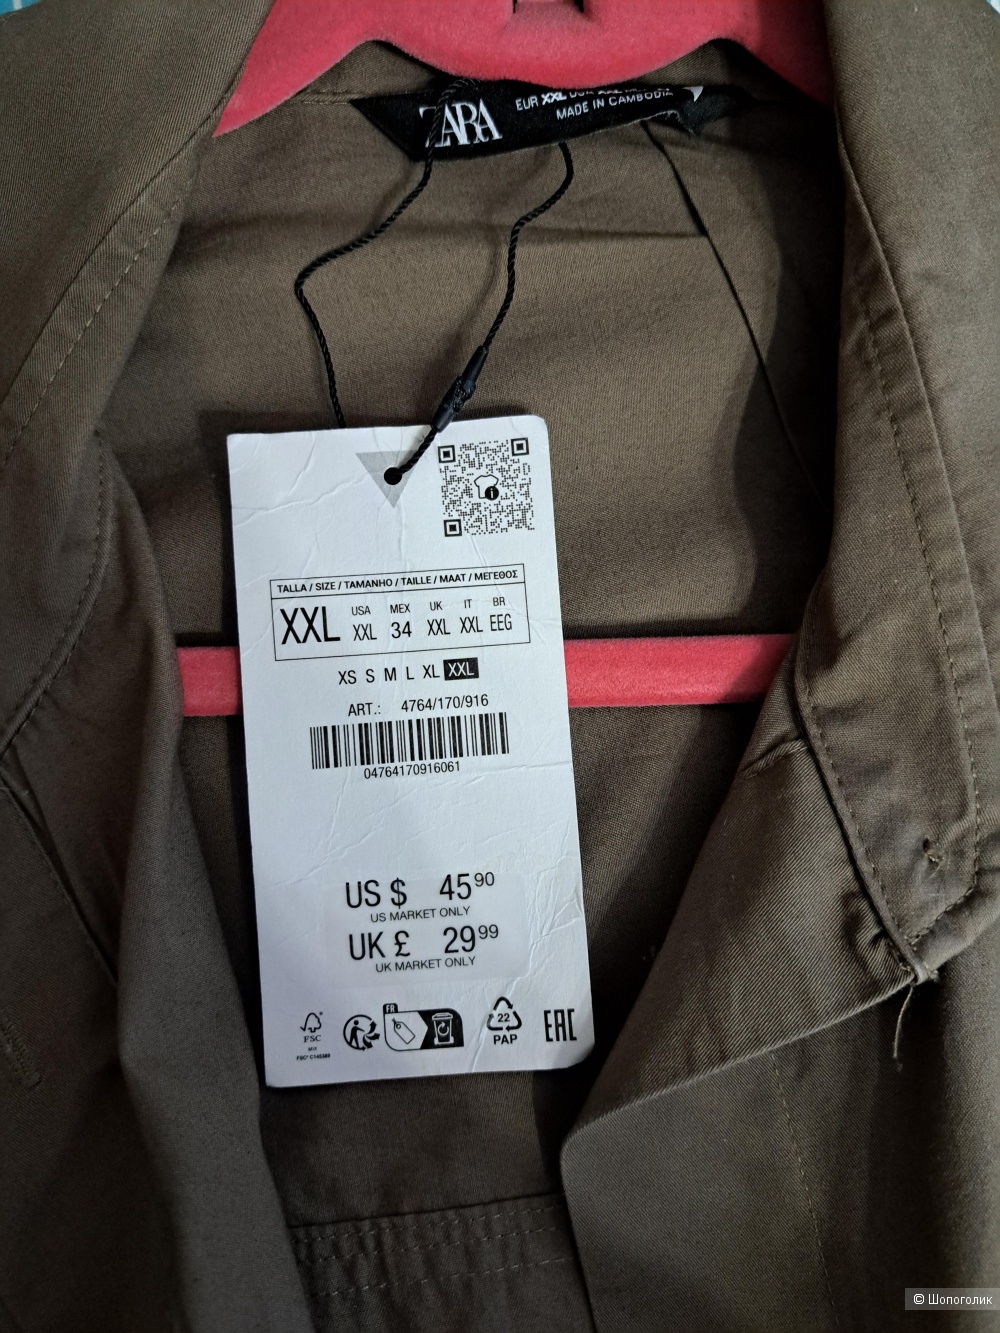 ZARA
EUR XXL
MADE IN CAMBODIA
TALLA / SIZE / TAMANHO / TAILLE / MAAT / ΜΕΓΕΘΟΣ
XXL
USA MEX UK IT BR
XXL 34 XXL XXL EEG
XS S M L XL XXL
ART.: 4764/170/916
04764170916061
US $ 45 90
US MARKET ONLY
UK £ 29 99
UK MARKET ONLY
FR
FSC
MIX
22
PAP
EAC
© Шопоголик